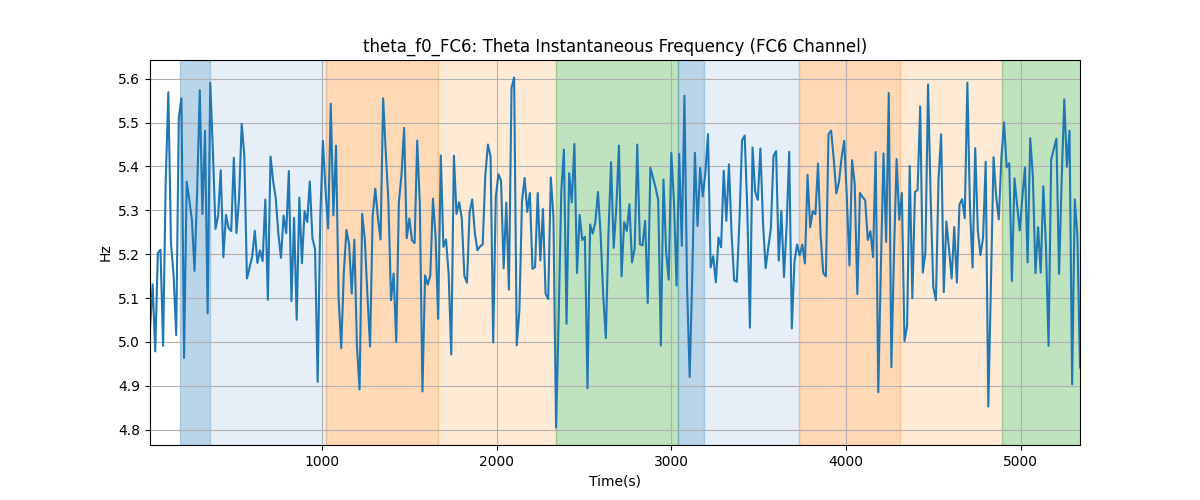 theta_f0_FC6: Theta Instantaneous Frequency (FC6 Channel)
5.6
5.5
5.4
5.3
5.2
5.1
5.0
4.9
4.8
Hz
1000 2000 3000 4000 5000
Time(s)